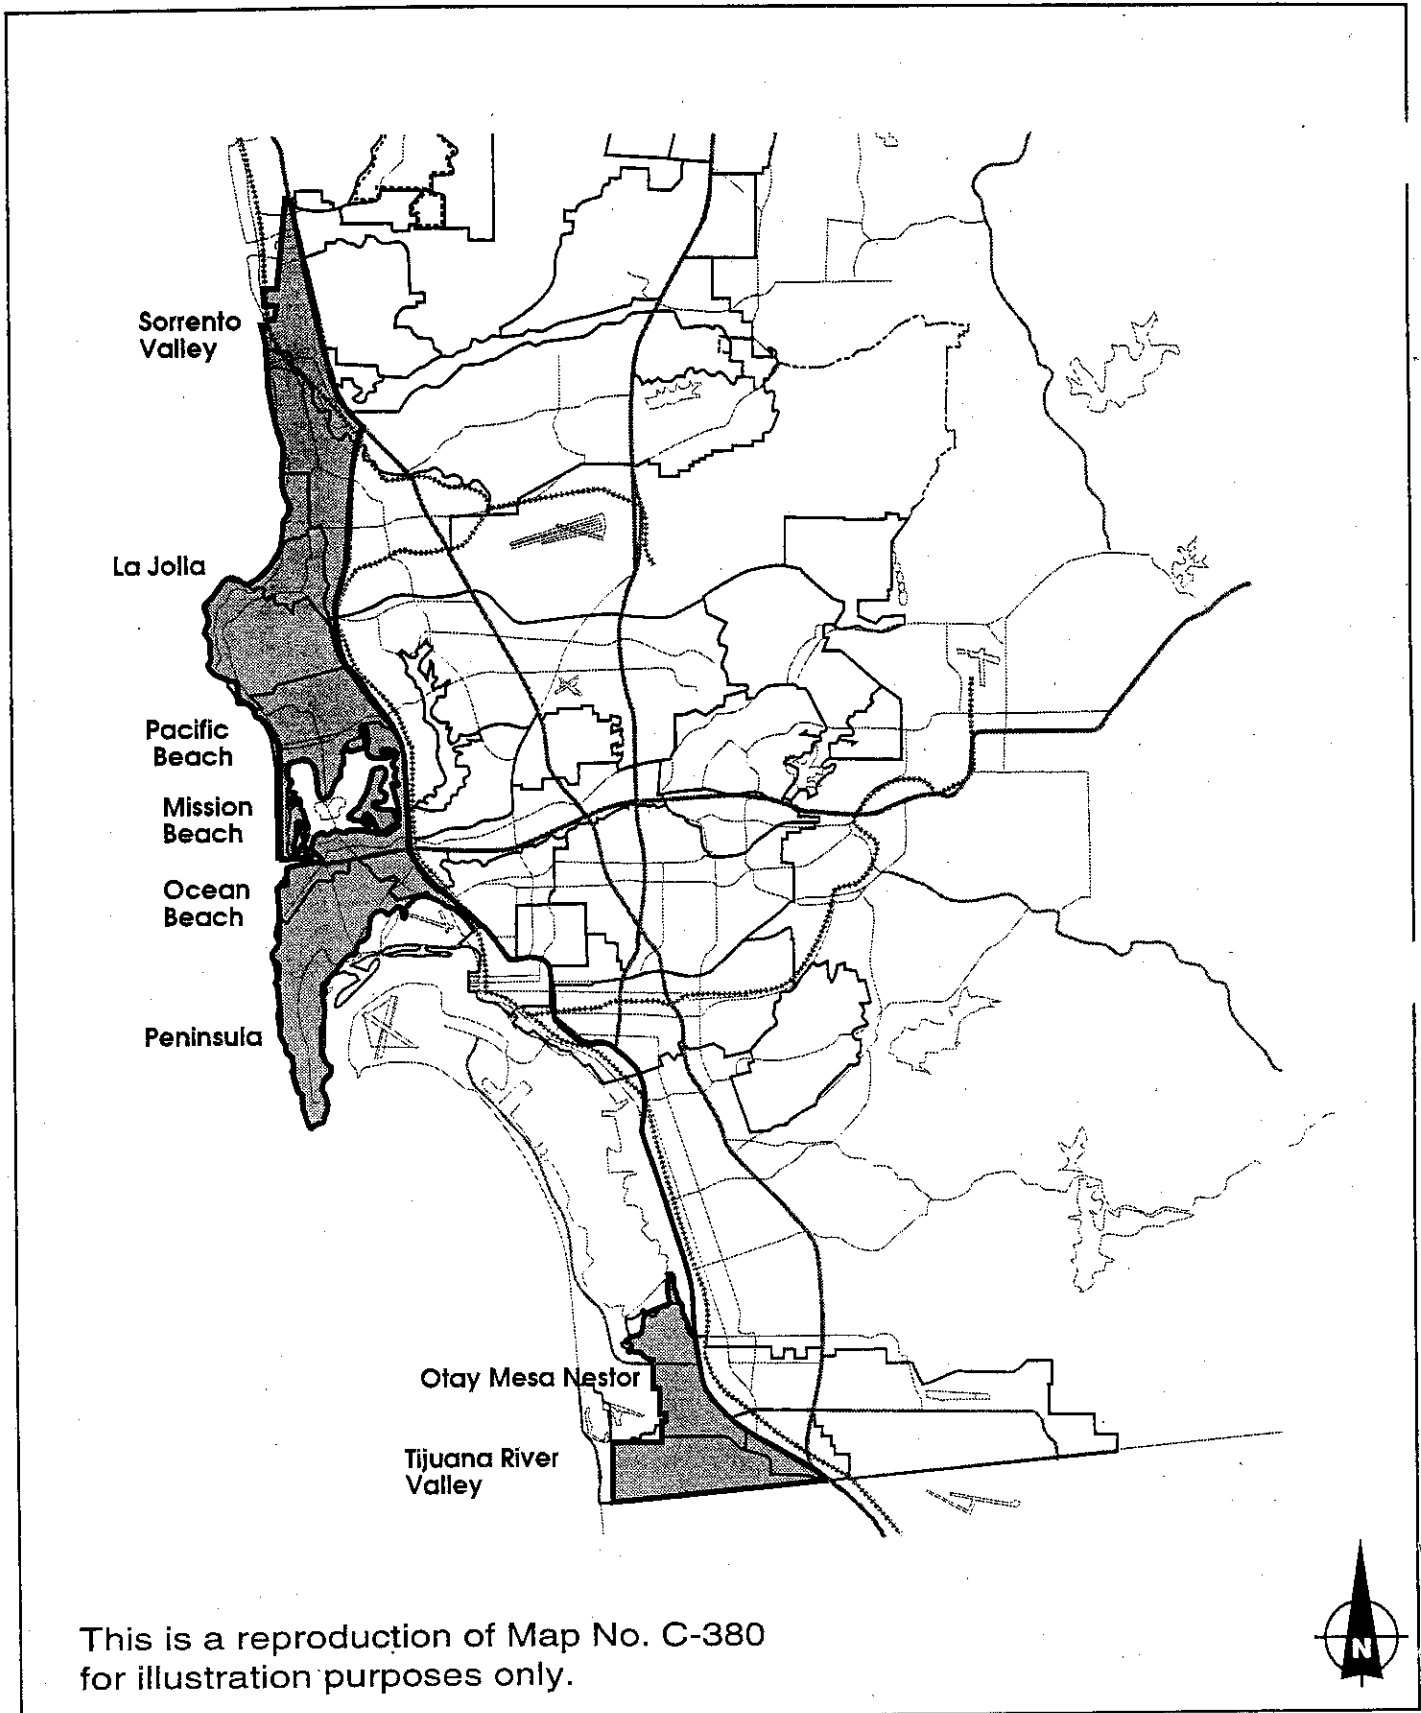 Sorrento
Valley
La Jolla
Pacific
Beach
Mission
Beach
Ocean
Beach
Peninsula
Otay Mesa Nestor
Tijuana River
Valley
This is a reproduction of Map No. C-380
for illustration purposes only.
N